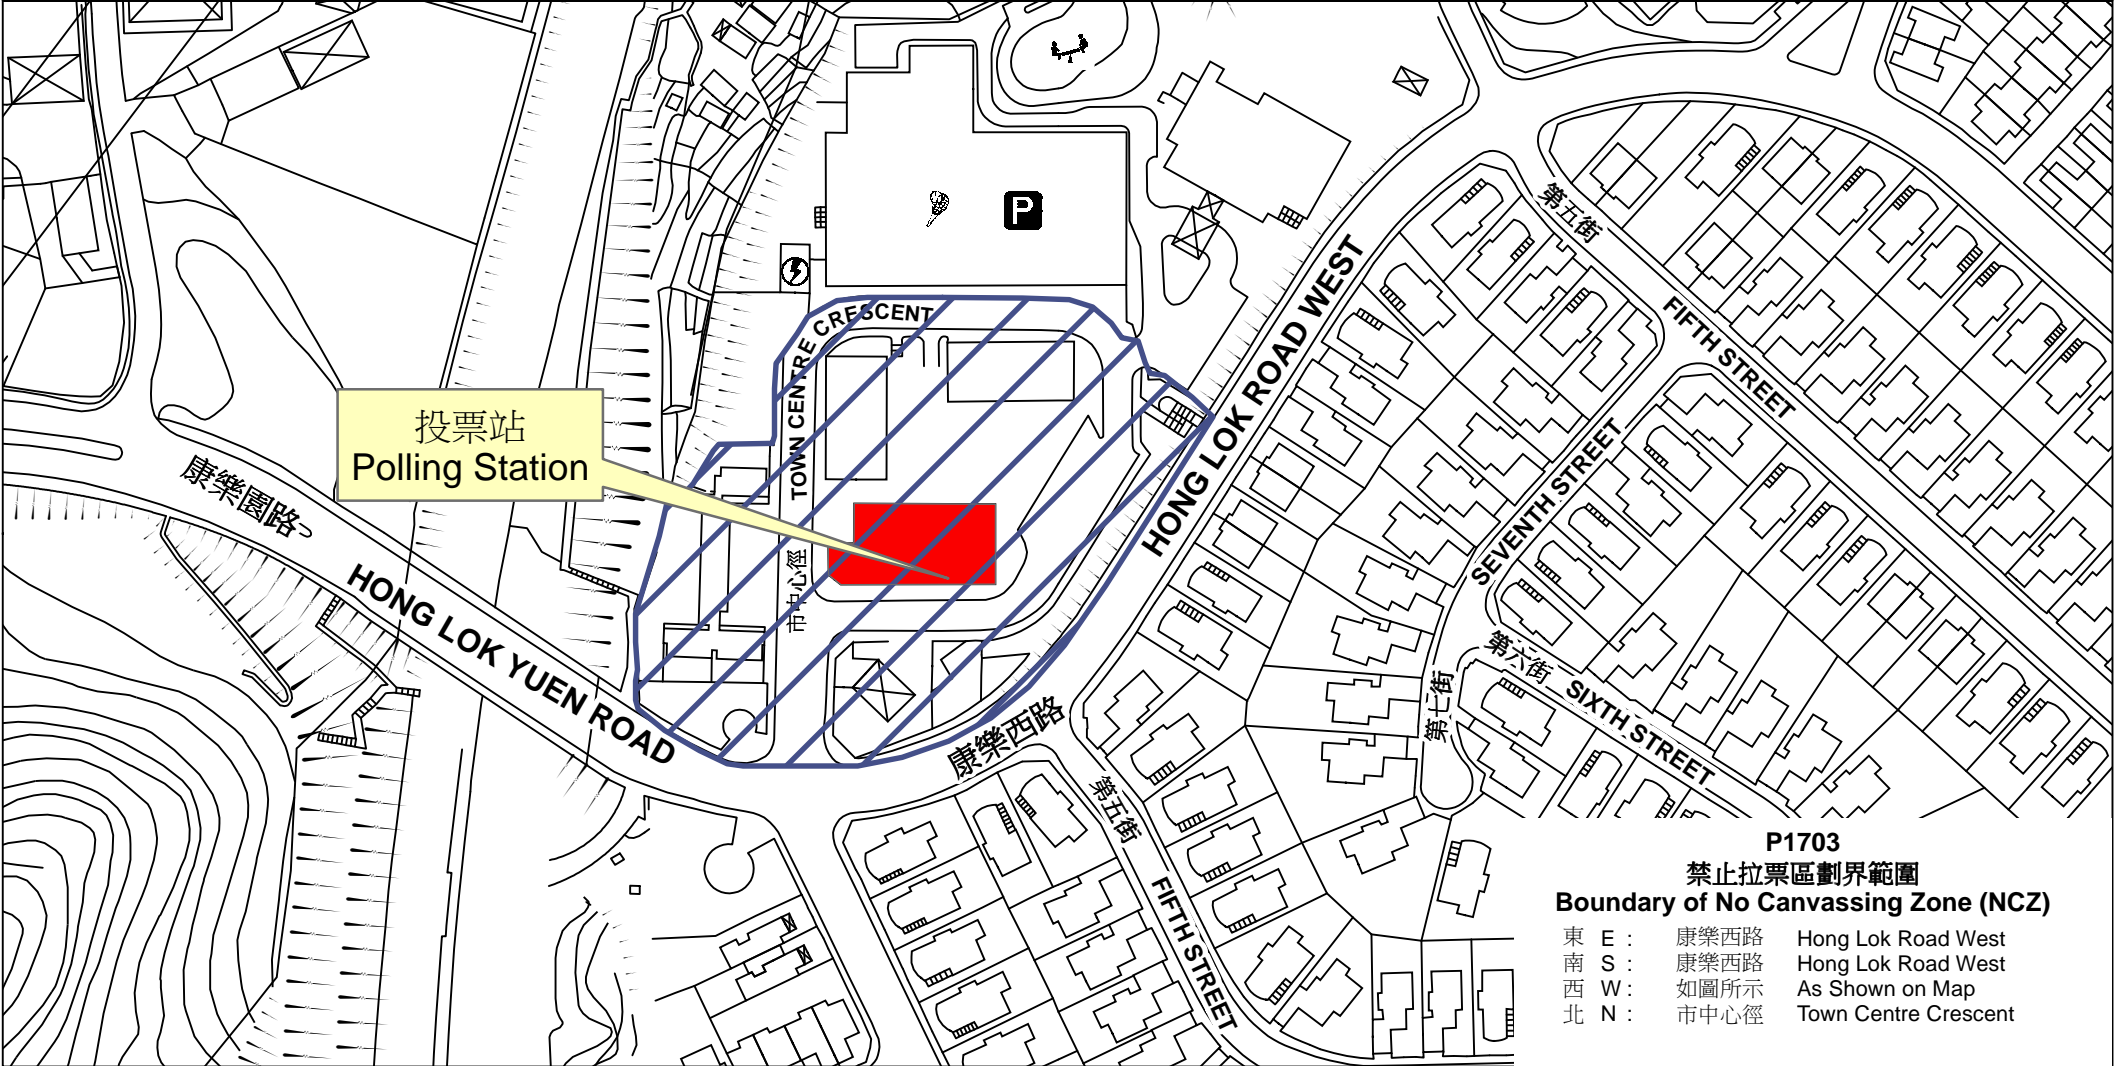 P
第五街
HONG LOK ROAD WEST
TOWN CENTRE CRESCENT
FIFTH STREET
投票站
Polling Station
康樂園路
SEVENTH STREET
市中心徑
HONG LOK YUEN ROAD
第六街
SIXTH STREET
第七街
康樂西路
第五街
FIFTH STREET
P1703
禁止拉票區劃界範圍
Boundary of No Canvassing Zone (NCZ)
東 E : 康樂西路 Hong Lok Road West
南 S : 康樂西路 Hong Lok Road West
西 W : 如圖所示 As Shown on Map
北 N : 市中心徑 Town Centre Crescent